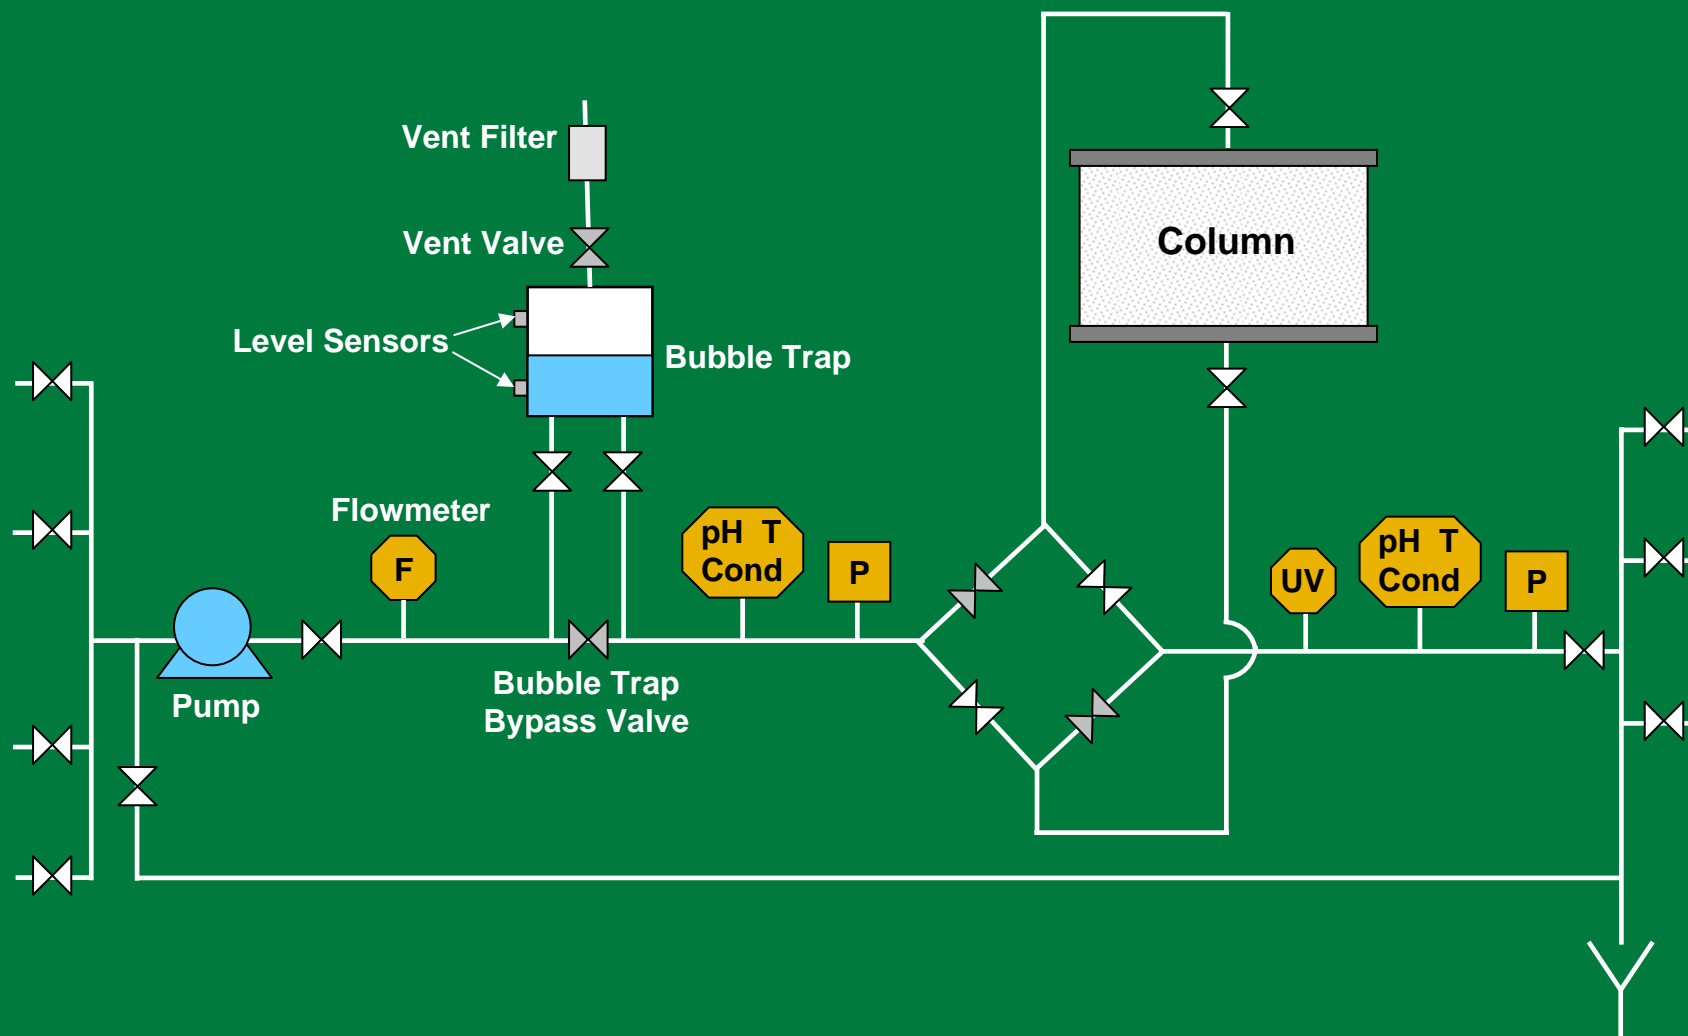 Vent Filter
Vent Valve
Column
Level Sensors
Bubble Trap
Flowmeter
F
pH T
Cond
P
UV
pH T
Cond
P
Pump
Bubble Trap
Bypass Valve